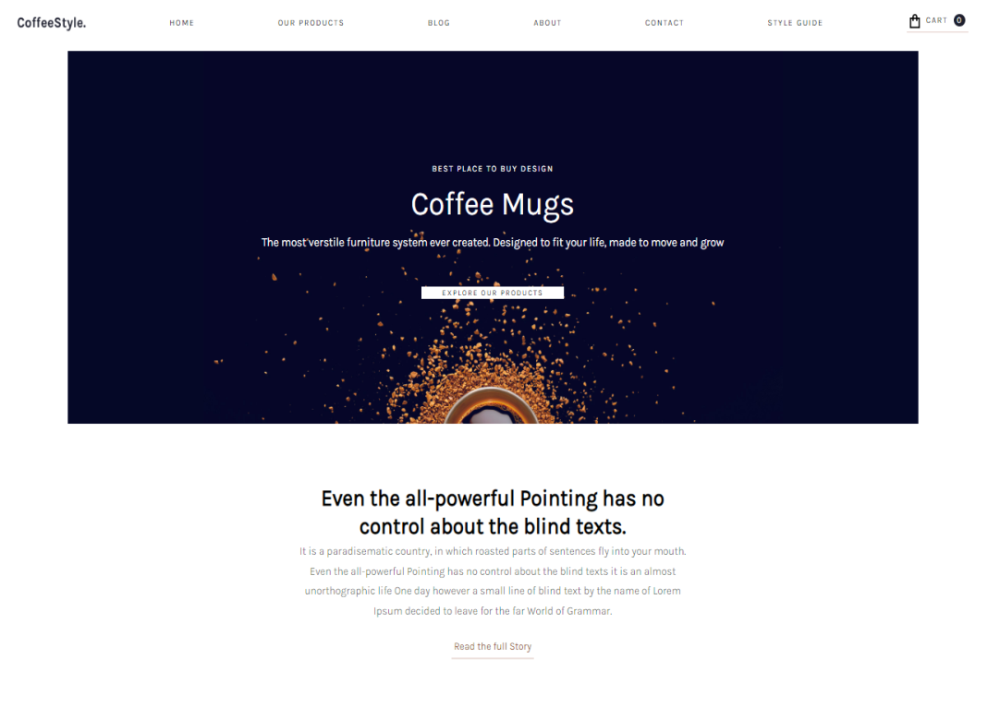 CoffeeStyle.
HOME
OUR PRODUCTS
BLOG
ABOUT
CONTACT
STYLE GUIDE
CART 0
BEST PLACE TO BUY DESIGN
Coffee Mugs
The most verstile furniture system ever created. Designed to fit your life, made to move and grow
EXPLORE OUR PRODUCTS
Even the all-powerful Pointing has no
control about the blind texts.
It is a paradisematic country, in which roasted parts of sentences fly into your mouth.
Even the all-powerful Pointing has no control about the blind texts it is an almost
unorthographic life One day however a small line of blind text by the name of Lorem
Ipsum decided to leave for the far World of Grammar.
Read the full Story